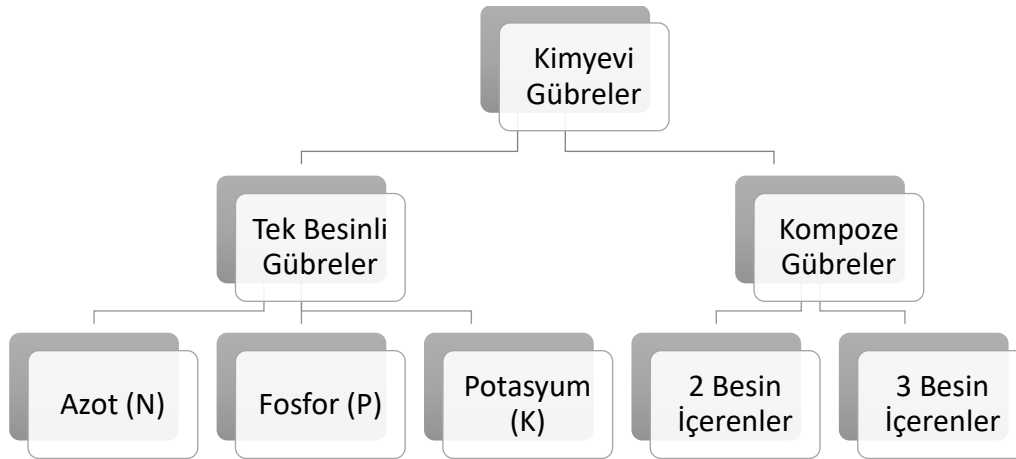 Kimyevi
Gübreler
Tek Besinli
Gübreler
Kompoze
Gübreler
Azot (N)
Fosfor (P)
Potasyum
(K)
2 Besin
İçerenler
3 Besin
İçerenler